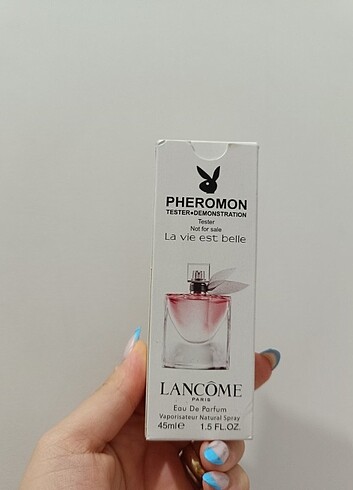 PHEROMON
TESTER•DEMONSTRATION
Tester
Not for sale
La vie est belle
LANCÔME
PARIS
Eau De Parfum
Vaporisateur Natural Spray
45ml e 1.5 FL.OZ.